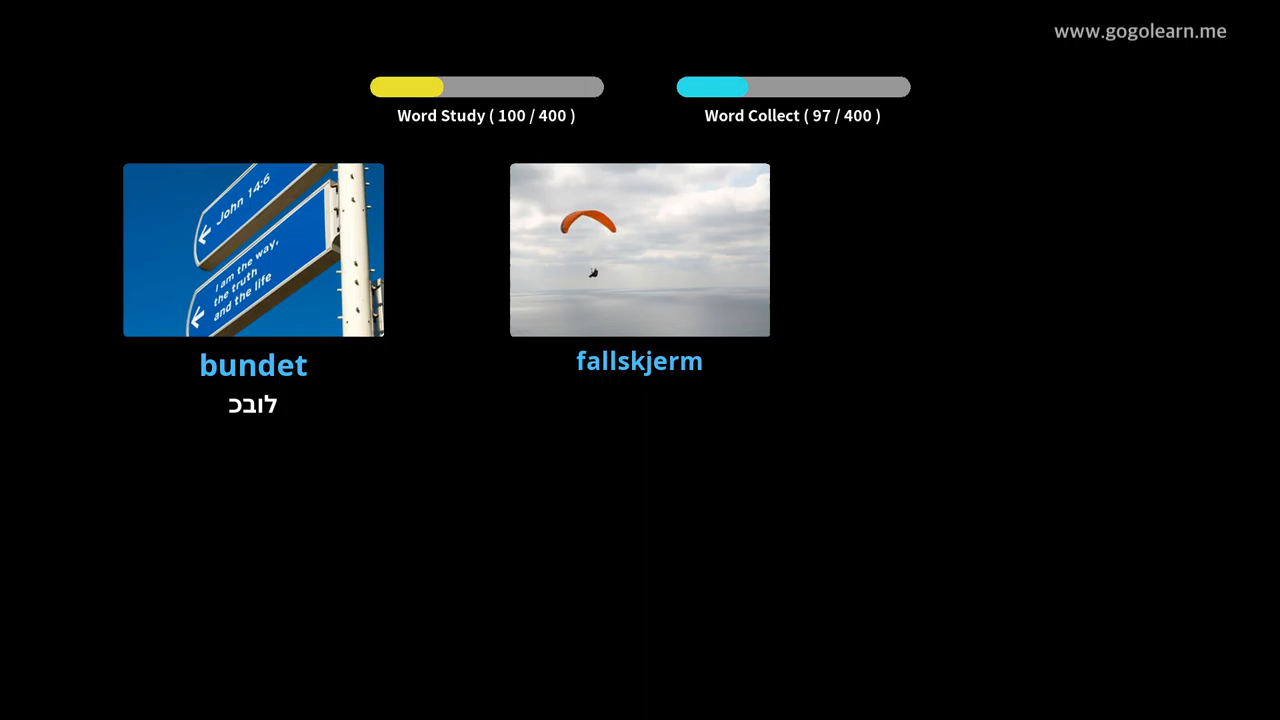 www.gogolearn.me
Word Study ( 100 / 400 )
Word Collect ( 97 / 400 )
John 14:6
I am the way,
the truth
and the life
bundet
לובכ
fallskjerm